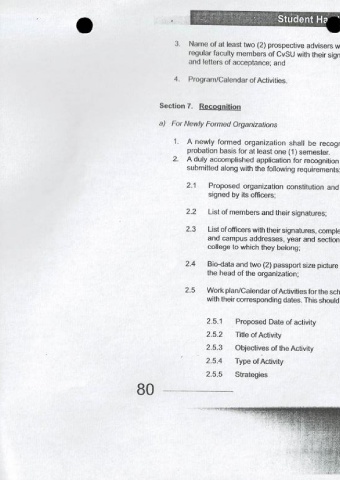 Student Ha
3. Name of at least two (2) prospective advisers w
regular faculty members of CvSU with their sign
and letters of acceptance; and
4. Program/Calendar of Activities.
Section 7. Recognition
a) For Newly Formed Organizations
1. A newly formed organization shall be recogn
probation basis for at least one (1) semester.
2. A duly accomplished application for recognition
submitted along with the following requirements:
2.1 Proposed organization constitution and
signed by its officers;
2.2 List of members and their signatures;
2.3 List of officers with their signatures, comple
and campus addresses, year and section
college to which they belong;
2.4 Bio-data and two (2) passport size picture
the head of the organization;
2.5 Work plan/Calendar of Activities for the sch
with their corresponding dates. This should
2.5.1 Proposed Date of activity
2.5.2 Title of Activity
2.5.3 Objectives of the Activity
2.5.4 Type of Activity
2.5.5 Strategies
80